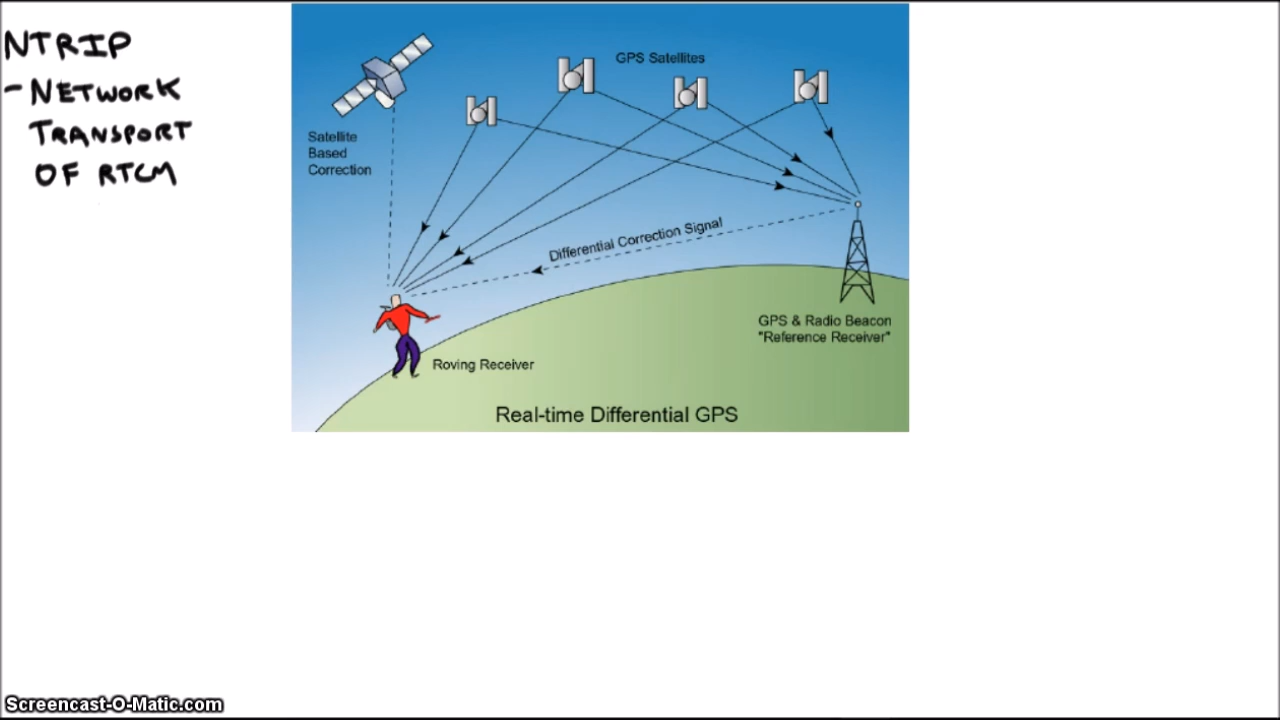 NTRIP
- NETWORK
TRANSPORT
OF RTCM
GPS Satellites
Satellite
Based
Correction
Differential Correction Signal
GPS & Radio Beacon
"Reference Receiver"
Roving Receiver
Real-time Differential GPS
Screencast-O-Matic.com